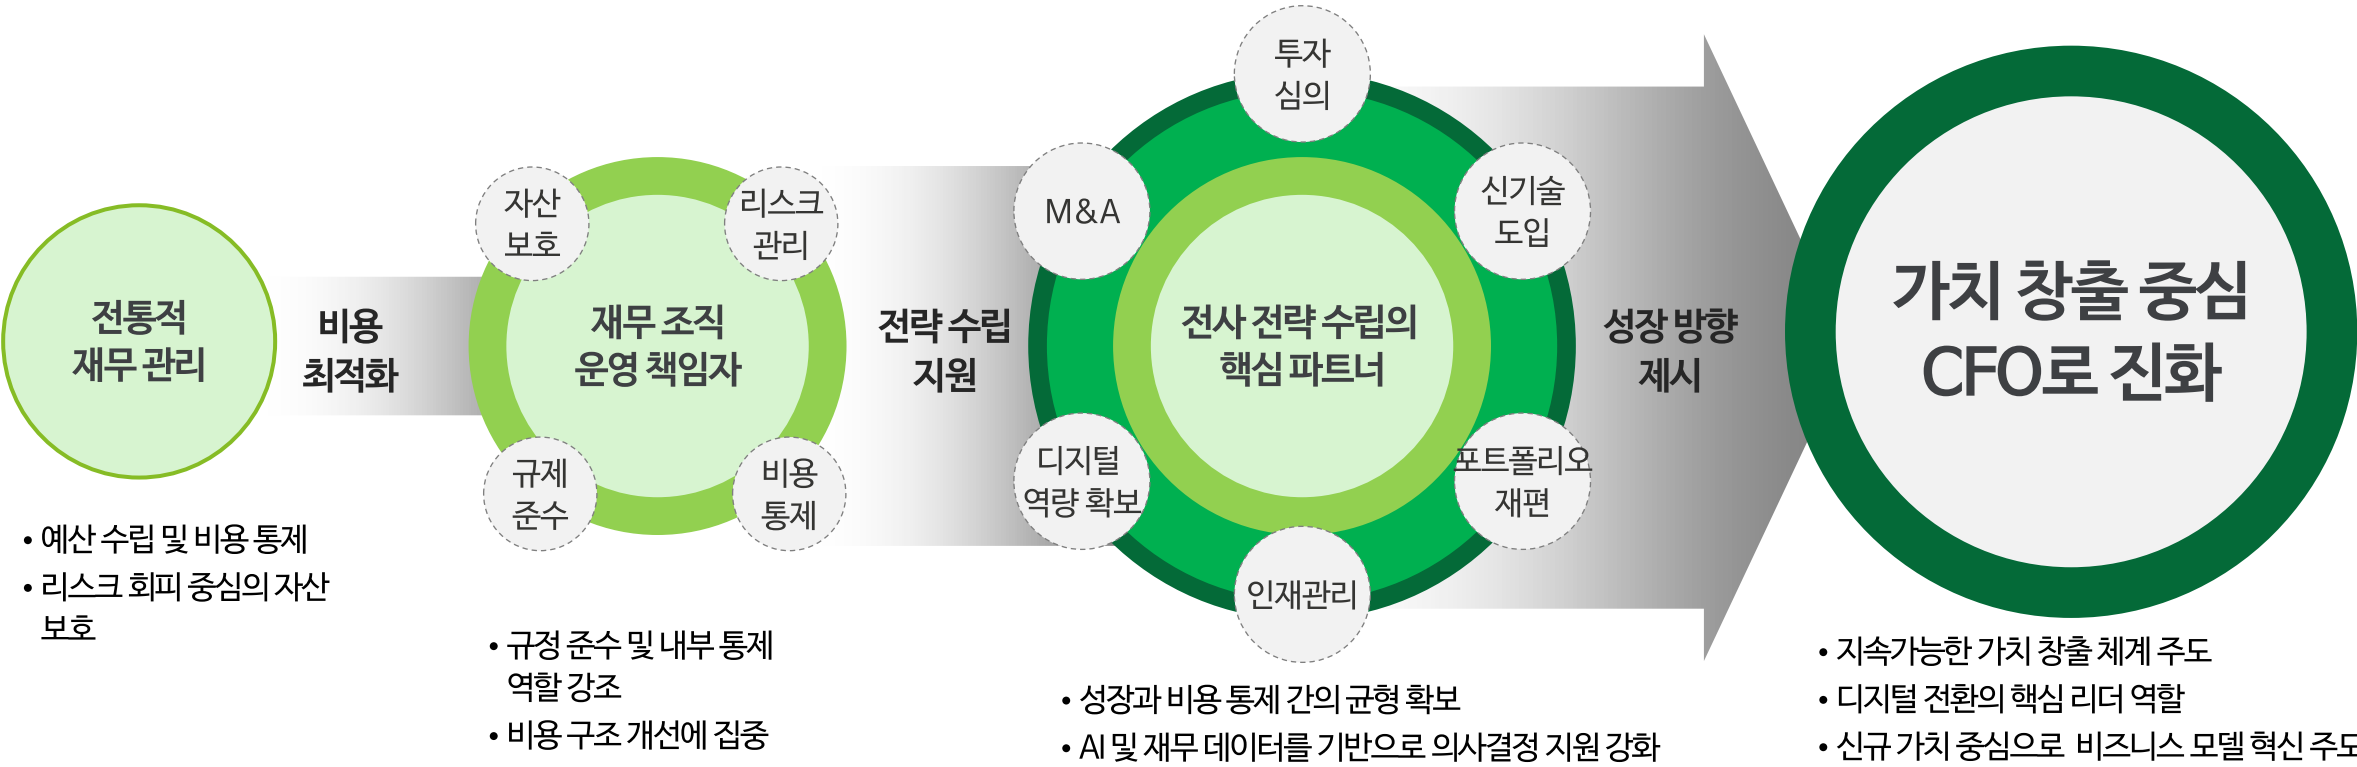 전통적
재무 관리
• 예산 수립 및 비용 통제
• 리스크 회피 중심의 자산
보호
비용
최적화
자산
보호
리스크
관리
재무 조직
운영 책임자
규제
준수
비용
통제
• 규정 준수 및 내부 통제
역할 강조
• 비용 구조 개선에 집중
전략 수립
지원
투자
심의
M&A
신기술
도입
전사 전략 수립의
핵심 파트너
디지털
역량 확보
포트폴리오
재편
인재관리
• 성장과 비용 통제 간의 균형 확보
• AI 및 재무 데이터를 기반으로 의사결정 지원 강화
성장 방향
제시
가치 창출 중심
CFO로 진화
• 지속가능한 가치 창출 체계 주도
• 디지털 전환의 핵심 리더 역할
• 신규 가치 중심으로 비즈니스 모델 혁신 주도